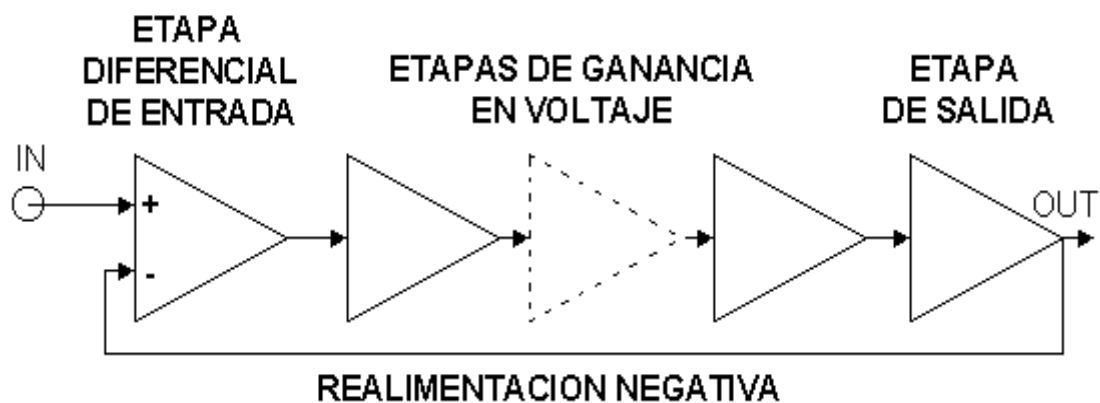 ETAPA
DIFERENCIAL
DE ENTRADA
ETAPAS DE GANANCIA
EN VOLTAJE
ETAPA
DE SALIDA
IN
+
-
OUT
REALIMENTACION NEGATIVA